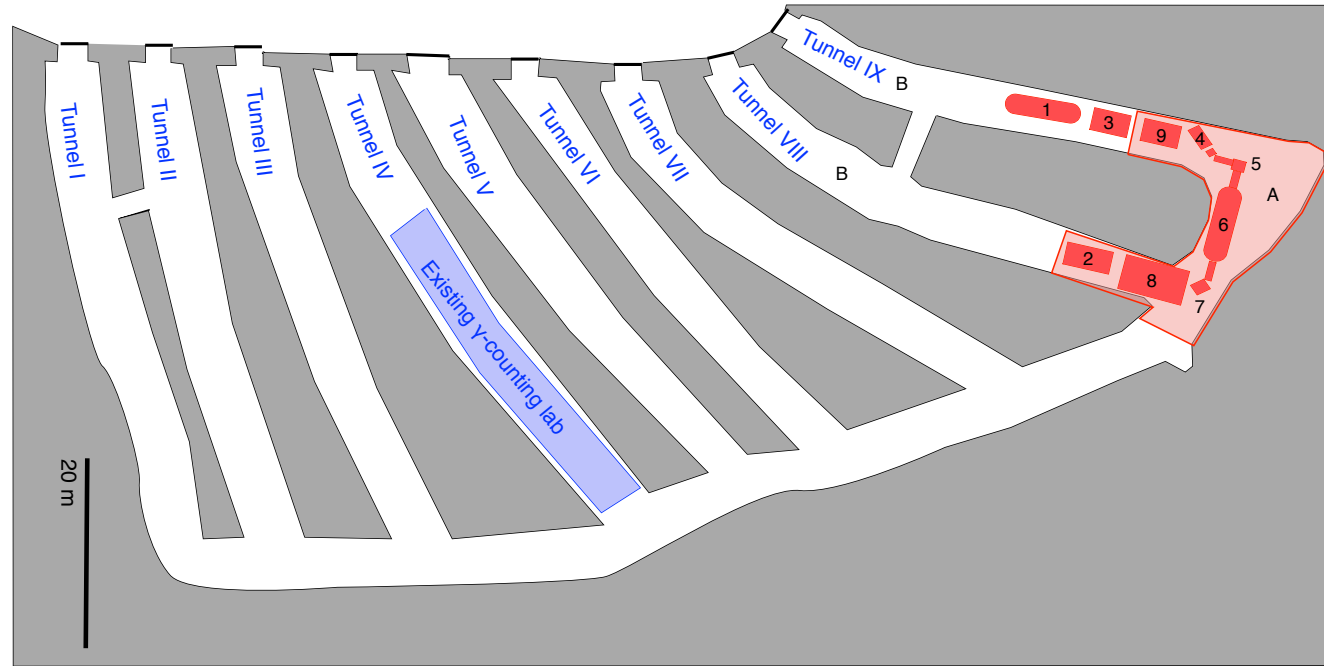 Tunnel I
Tunnel II
Tunnel III
Tunnel IV
Tunnel V
Tunnel VI
Tunnel VII
Tunnel VIII
Tunnel IX
B
B
1
3
9
4
5
A
6
2
8
7
Existing γ-counting lab
20 m